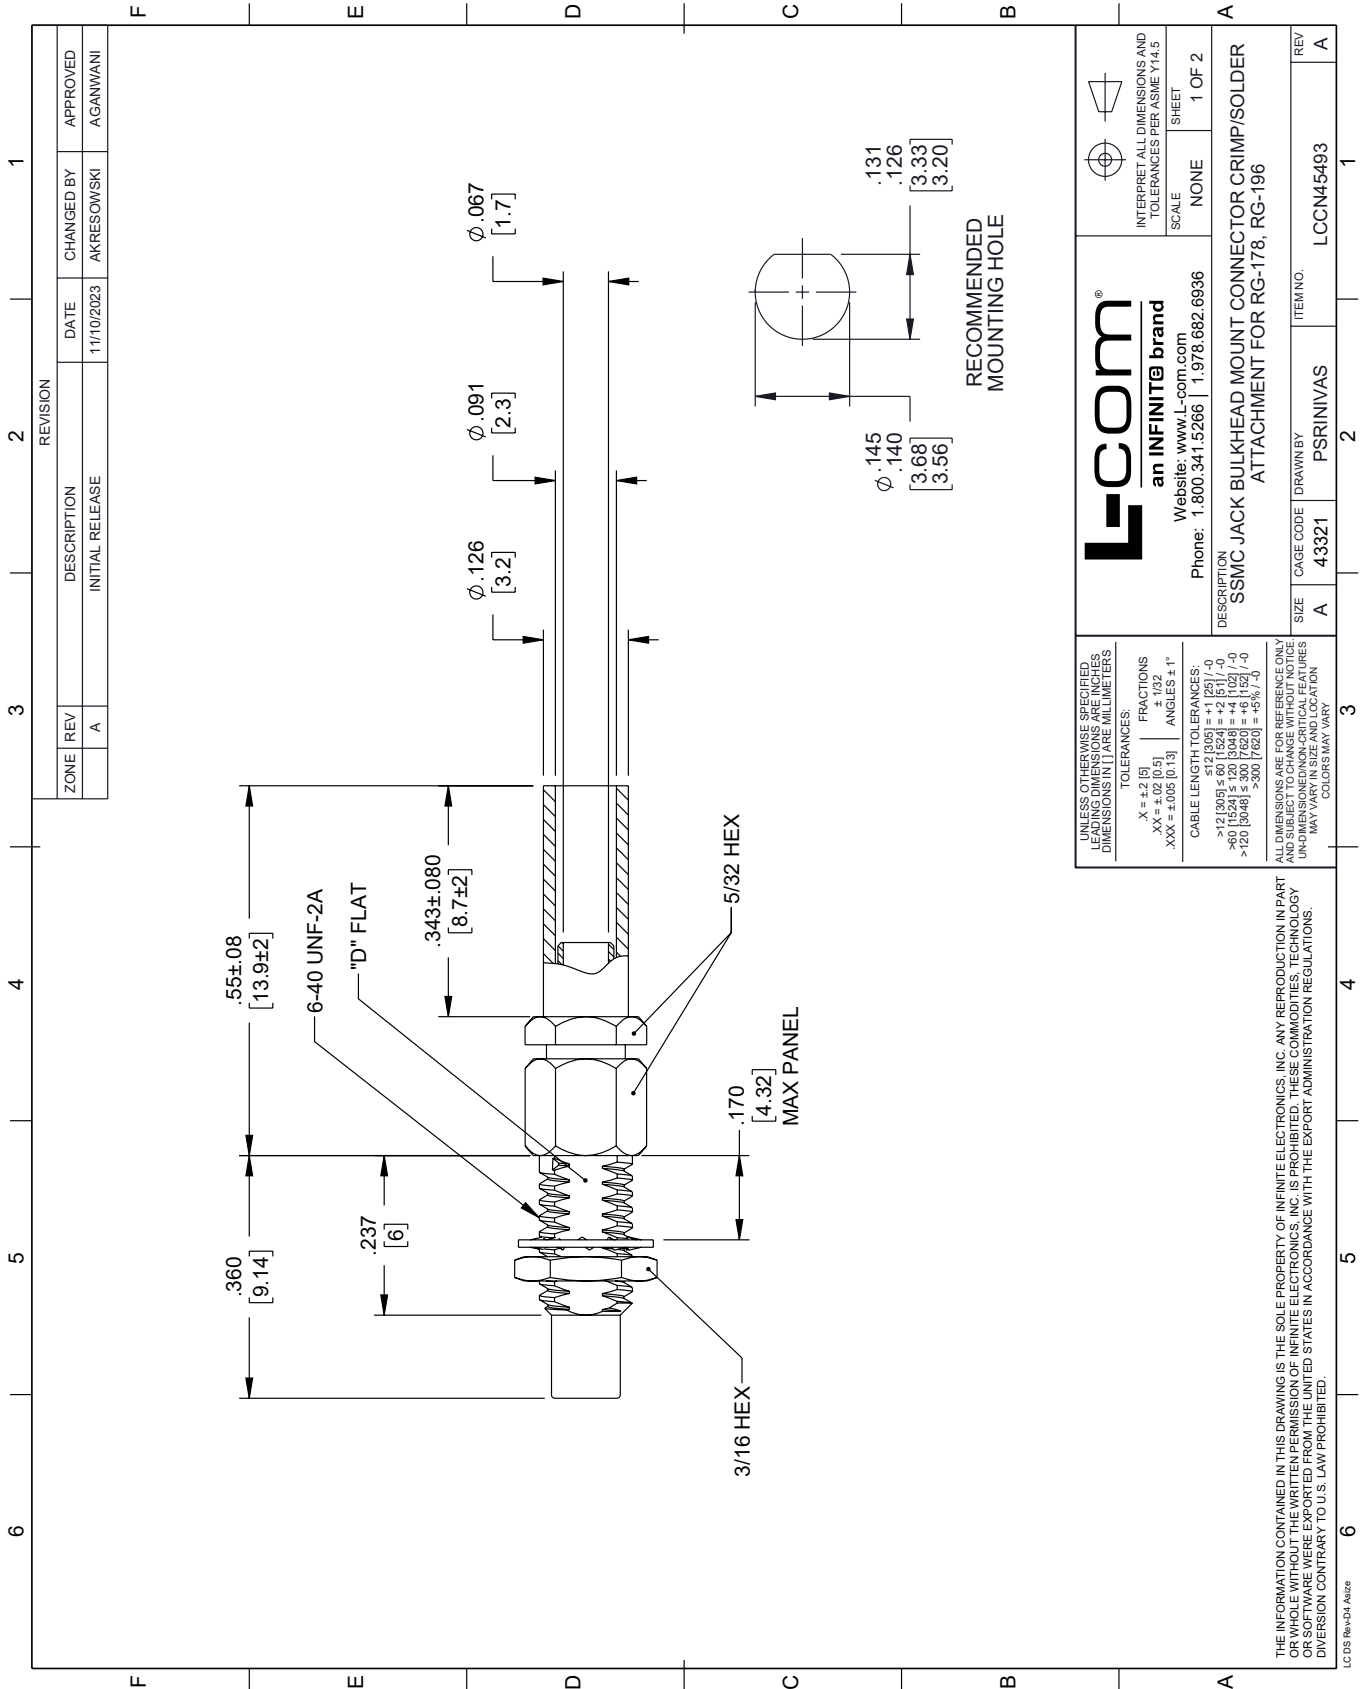 6
5
4
3
2
1
F
E
D
C
B
A
REVISION
ZONE REV DESCRIPTION DATE CHANGED BY APPROVED
A INITIAL RELEASE 11/10/2023 AKRESOWSKI AGANWANI
.360
[9.14]
.55±.08
[13.9±2]
6-40 UNF-2A
"D" FLAT
.237
[6]
.343±.080
[8.7±2]
Ø.126
[3.2]
Ø.091
[2.3]
Ø.067
[1.7]
3/16 HEX
.170
[4.32]
MAX PANEL
5/32 HEX
Ø.145
.140
[3.68]
[3.56]
.131
.126
[3.33]
[3.20]
RECOMMENDED
MOUNTING HOLE
UNLESS OTHERWISE SPECIFIED
LEADING DIMENSIONS ARE INCHES
DIMENSIONS IN [ ] ARE MILLIMETERS
TOLERANCES:
.X = ±.2 [5] FRACTIONS
.XX = ±.02 [0.5] ± 1/32
.XXX = ±.005 [0.13] ANGLES ± 1°
CABLE LENGTH TOLERANCES:
≤12 [305] = +1 [25] / -0
>12 [305] ≤ 60 [1524] = +2 [51] / -0
>60 [1524] ≤ 120 [3048] = +4 [102] / -0
>120 [3048] ≤ 300 [7620] = +6 [152] / -0
>300 [7620] = +5% / -0
ALL DIMENSIONS ARE FOR REFERENCE ONLY
AND SUBJECT TO CHANGE WITHOUT NOTICE.
UN-DIMENSIONED/NON-CRITICAL FEATURES
MAY VARY IN SIZE AND LOCATION
COLORS MAY VARY
L-com®
an INFINIT® brand
Website: www.L-com.com
Phone: 1.800.341.5266 | 1.978.682.6936
INTERPRET ALL DIMENSIONS AND
TOLERANCES PER ASME Y14.5
SCALE NONE SHEET 1 OF 2
DESCRIPTION
SSMC JACK BULKHEAD MOUNT CONNECTOR CRIMP/SOLDER
ATTACHMENT FOR RG-178, RG-196
SIZE CAGE CODE DRAWN BY ITEM NO. REV
A 43321 PSRINIVAS LCCN45493 A
THE INFORMATION CONTAINED IN THIS DRAWING IS THE SOLE PROPERTY OF INFINITE ELECTRONICS, INC. ANY REPRODUCTION IN PART
OR WHOLE WITHOUT THE WRITTEN PERMISSION OF INFINITE ELECTRONICS, INC. IS PROHIBITED. THESE COMMODITIES, TECHNOLOGY
OR SOFTWARE WERE EXPORTED FROM THE UNITED STATES IN ACCORDANCE WITH THE EXPORT ADMINISTRATION REGULATIONS.
DIVERSION CONTRARY TO U.S. LAW PROHIBITED.
F
E
D
C
B
A
6
5
4
3
2
1
LC DS Rev-D4 Asize